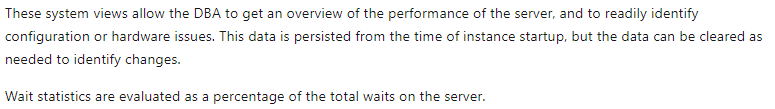 These system views allow the DBA to get an overview of the performance of the server, and to readily identify
configuration or hardware issues. This data is persisted from the time of instance startup, but the data can be cleared as
needed to identify changes.
Wait statistics are evaluated as a percentage of the total waits on the server.